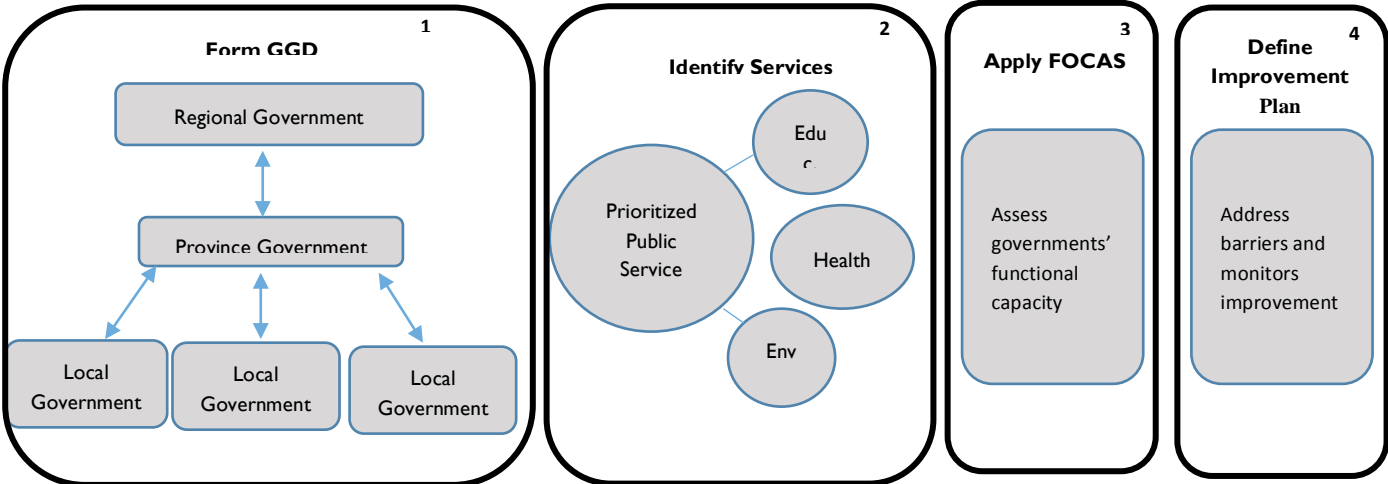 1
Form GGD
Regional Government
Province Government
Local
Government
Local
Government
Local
Government
2
Identify Services
Prioritized
Public
Service
Edu
c.
Health
Env
3
Apply FOCAS
Assess
governments’
functional
capacity
4
Define
Improvement
Plan
Address
barriers and
monitors
improvement